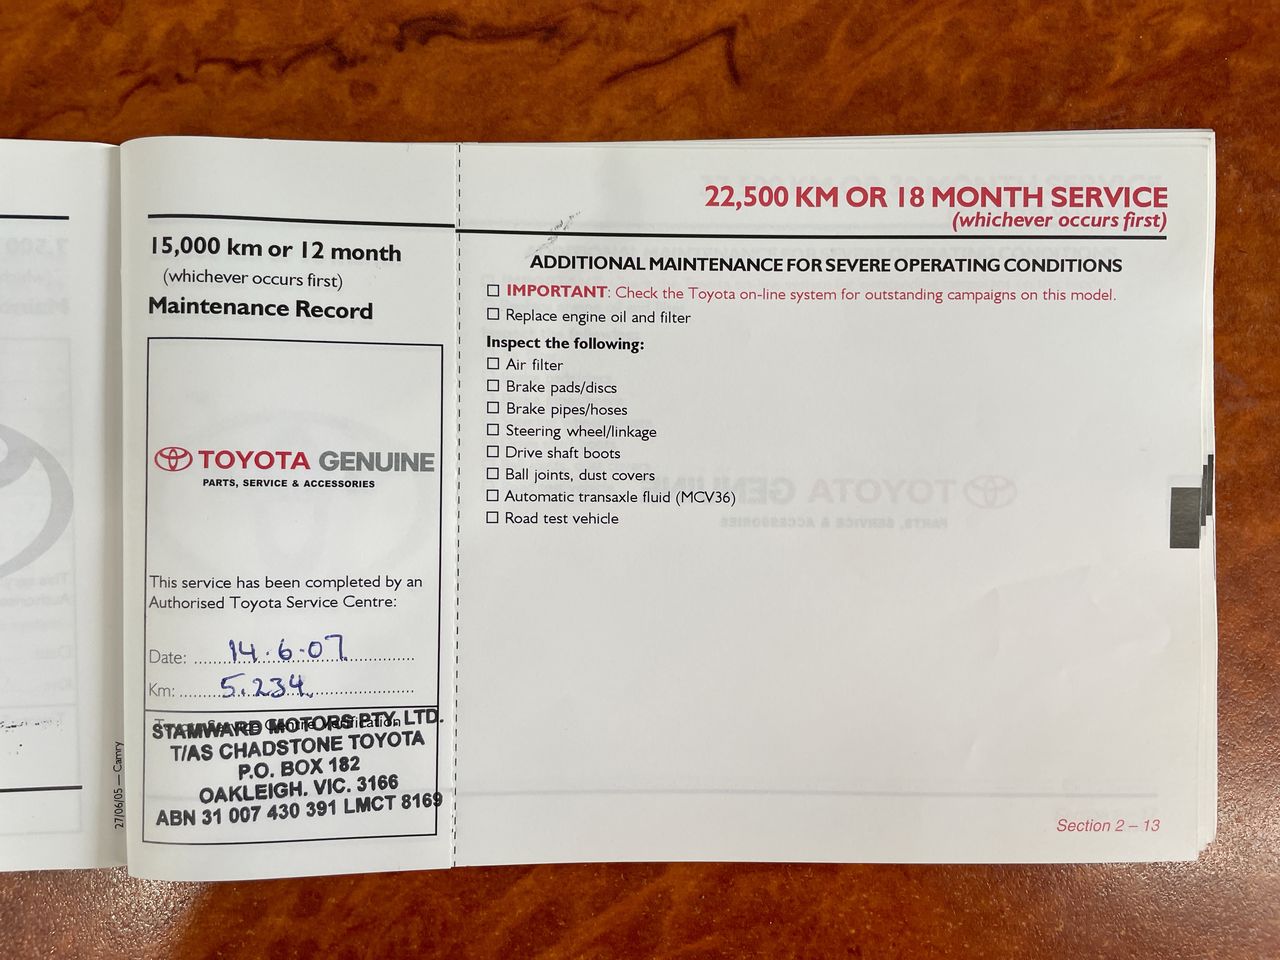 15,000 km or 12 month
(whichever occurs first)
Maintenance Record
TOYOTA GENUINE
PARTS, SERVICE & ACCESSORIES
This service has been completed by an
Authorised Toyota Service Centre:
Date: 14.6.07
Km: 5.234
STAMWARD MOTORS PTY. LTD.
T/AS CHADSTONE TOYOTA
P.O. BOX 182
OAKLEIGH. VIC. 3166
ABN 31 007 430 391 LMCT 8169
27/06/05 — Camry
22,500 KM OR 18 MONTH SERVICE
(whichever occurs first)
ADDITIONAL MAINTENANCE FOR SEVERE OPERATING CONDITIONS
IMPORTANT: Check the Toyota on-line system for outstanding campaigns on this model.
Replace engine oil and filter
Inspect the following:
Air filter
Brake pads/discs
Brake pipes/hoses
Steering wheel/linkage
Drive shaft boots
Ball joints, dust covers
Automatic transaxle fluid (MCV36)
Road test vehicle
Section 2 – 13